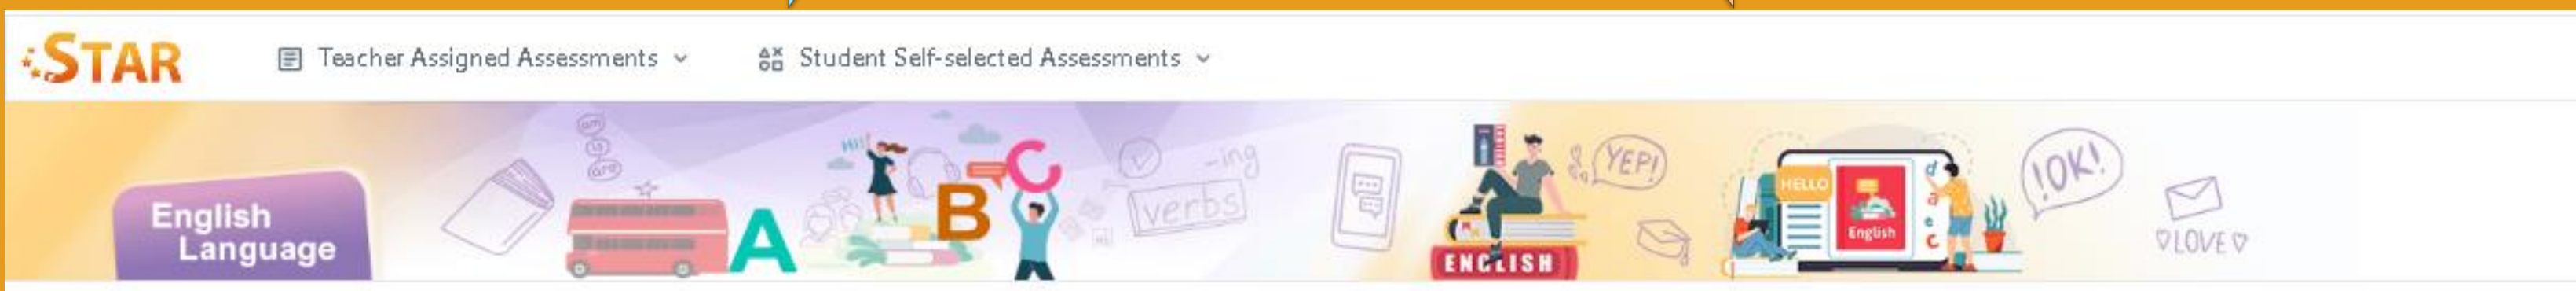 STAR
Teacher Assigned Assessments
Student Self-selected Assessments
English
Language
am
is
are
A
HI!
B
C
-ing
verbs
YEP!
ENGLISH
HELLO
English
d
a
e
c
!OK!
♡LOVE♡